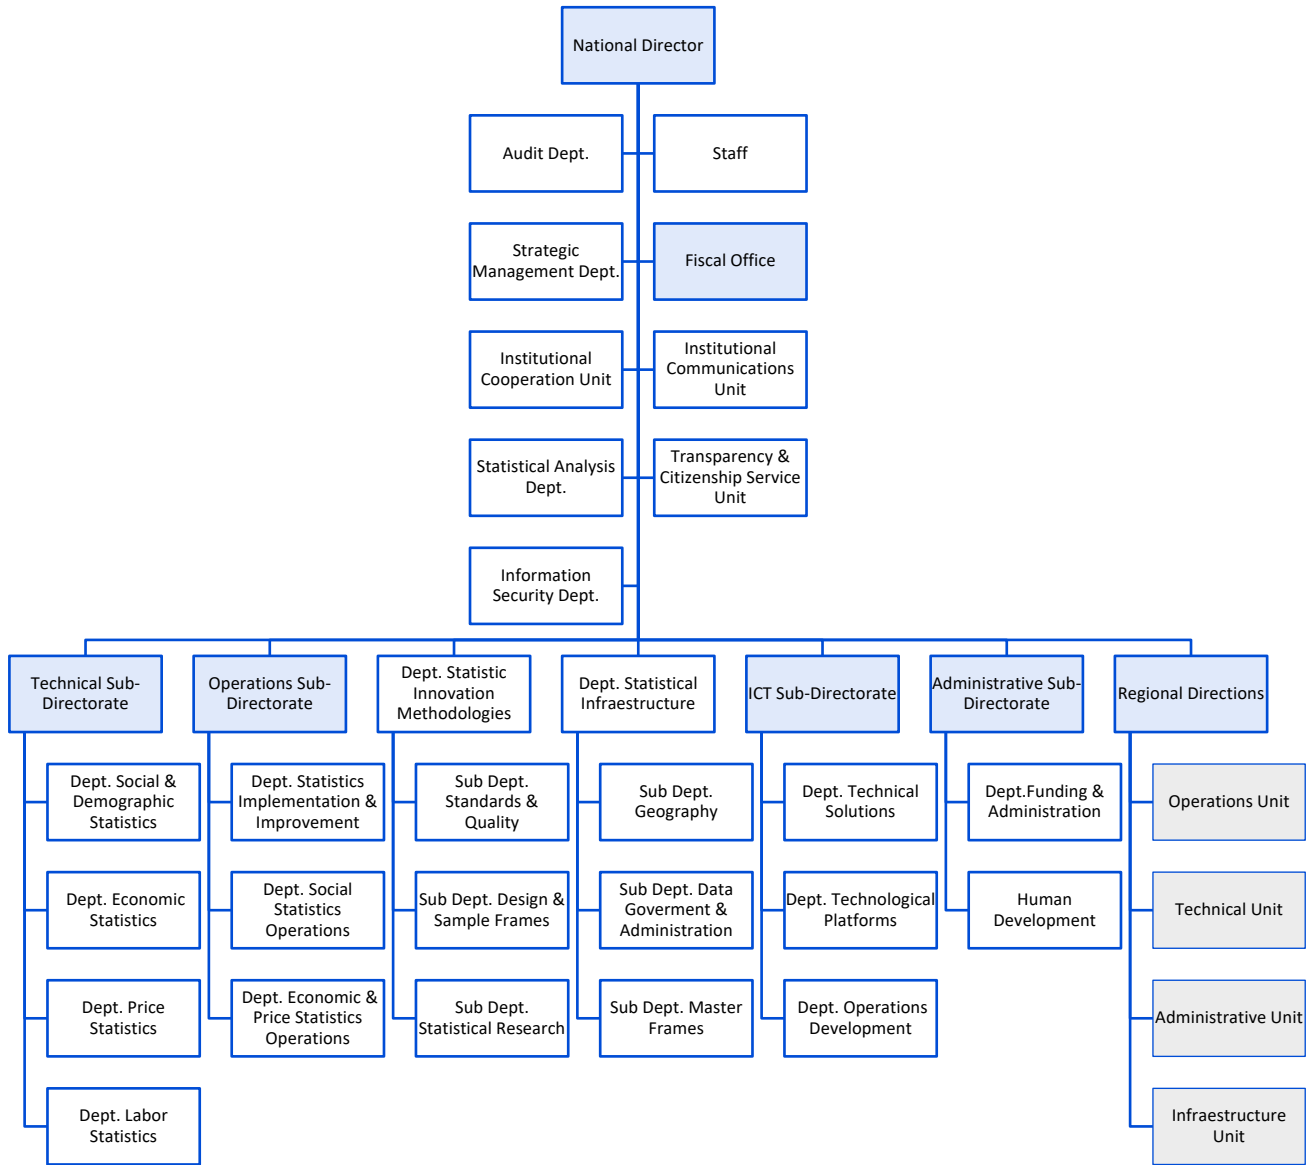 National Director
Audit Dept.
Staff
Strategic
Management Dept.
Fiscal Office
Institutional
Cooperation Unit
Institutional
Communications
Unit
Statistical Analysis
Dept.
Transparency &
Citizenship Service
Unit
Information
Security Dept.
Technical Sub-
Directorate
Operations Sub-
Directorate
Dept. Statistic
Innovation
Methodologies
Dept. Statistical
Infraestructure
ICT Sub-Directorate
Administrative Sub-
Directorate
Regional Directions
Dept. Social &
Demographic
Statistics
Dept. Statistics
Implementation &
Improvement
Sub Dept.
Standards &
Quality
Sub Dept.
Geography
Dept. Technical
Solutions
Dept.Funding &
Administration
Operations Unit
Dept. Economic
Statistics
Dept. Social
Statistics
Operations
Sub Dept. Design &
Sample Frames
Sub Dept. Data
Goverment &
Administration
Dept. Technological
Platforms
Human
Development
Technical Unit
Dept. Price
Statistics
Dept. Economic &
Price Statistics
Operations
Sub Dept.
Statistical Research
Sub Dept. Master
Frames
Dept. Operations
Development
Administrative Unit
Dept. Labor
Statistics
Infraestructure
Unit